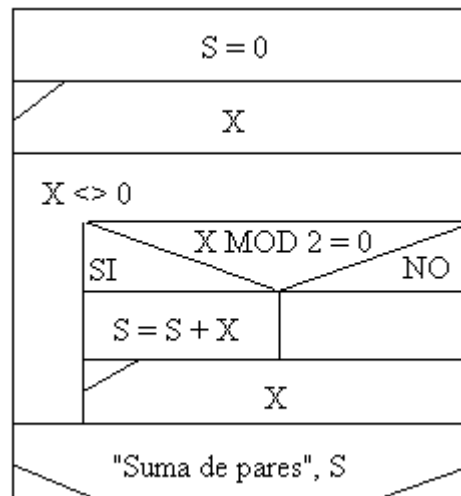 S = 0
X
X <> 0
X MOD 2 = 0
SI
NO
S = S + X
X
"Suma de pares", S